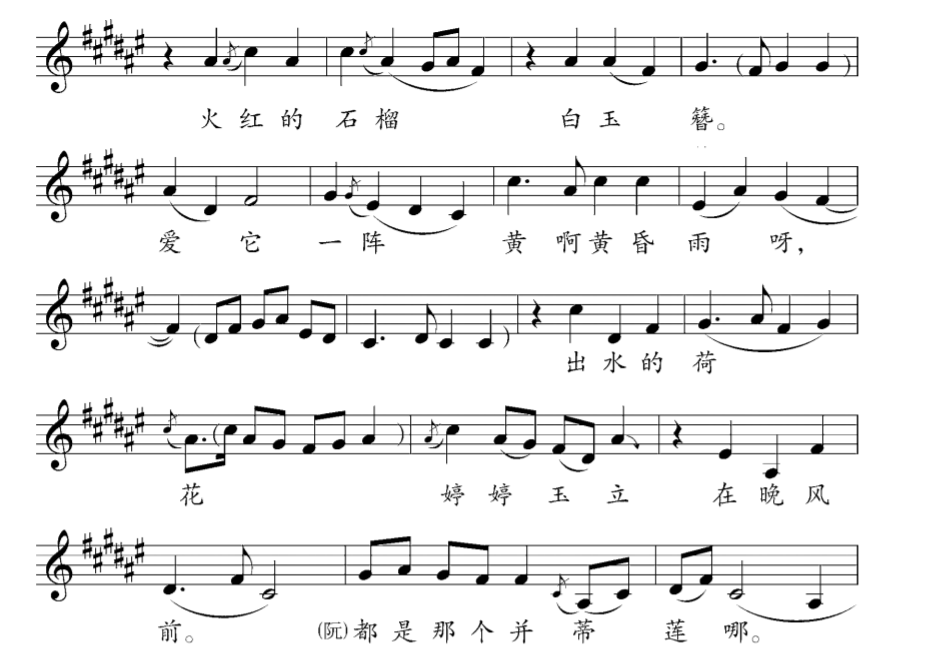 火红的石榴 白玉簪。
爱它一阵 黄啊黄昏雨呀，
出水的荷
花 婷婷玉立 在晚风
前。 (阮)都是那个并蒂莲哪。